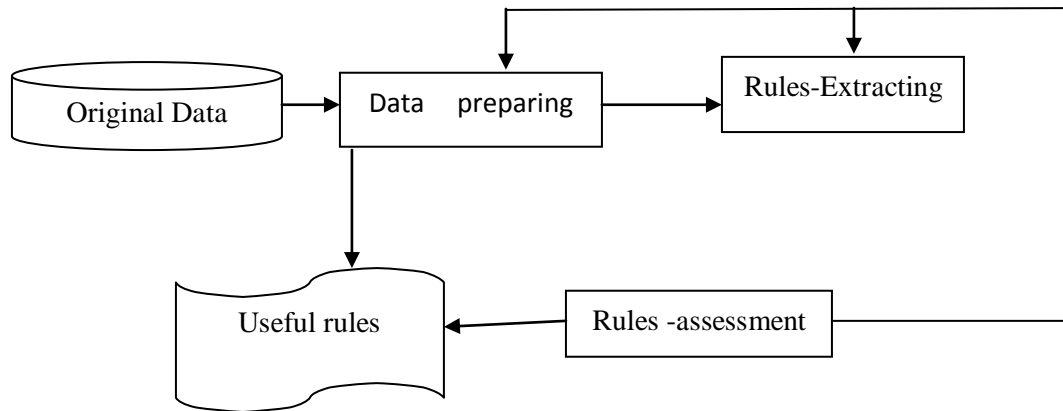 Original Data
Data preparing
Rules-Extracting
Useful rules
Rules -assessment